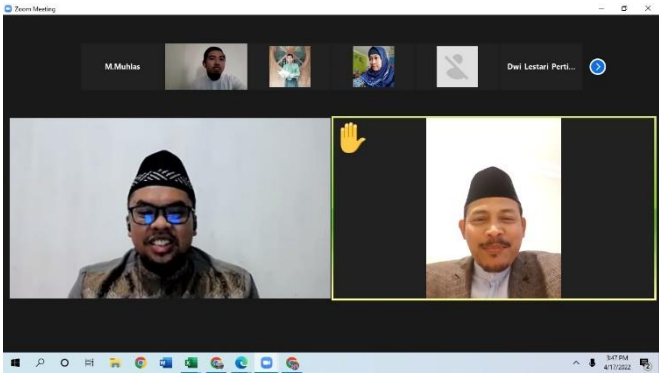 Zoom Meeting
M.Muhlas
Dwi Lestari Perti...
3:47 PM
4/17/2022